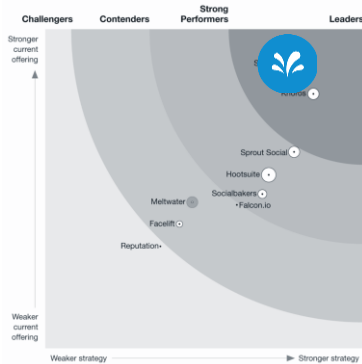 Challengers Contenders Strong Performers Leaders
Stronger current offering
Sprout Social
Hootsuite
Socialbakers
Falcon.io
Meltwater
Facelift
Reputation
Weaker current offering
Weaker strategy Stronger strategy